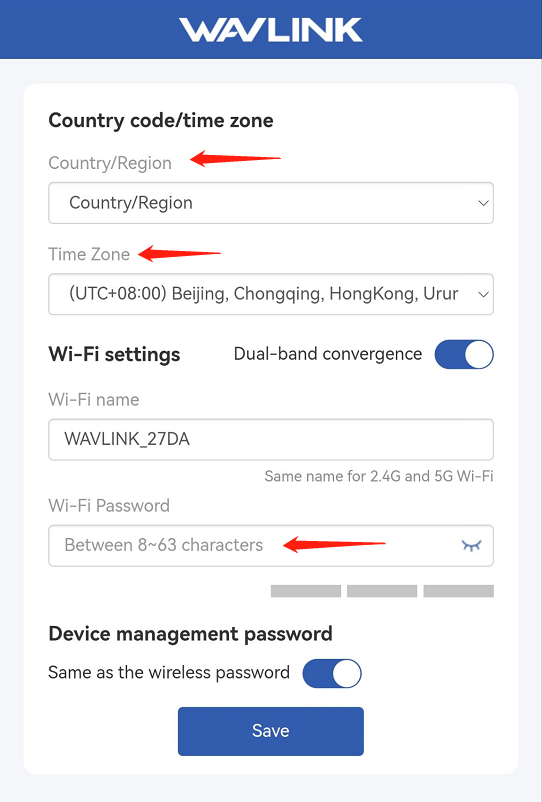 WAVLINK
Country code/time zone
Country/Region
Country/Region
Time Zone
(UTC+08:00) Beijing, Chongqing, HongKong, Urur
Wi-Fi settings Dual-band convergence
Wi-Fi name
WAVLINK_27DA
Same name for 2.4G and 5G Wi-Fi
Wi-Fi Password
Between 8~63 characters
Device management password
Same as the wireless password
Save